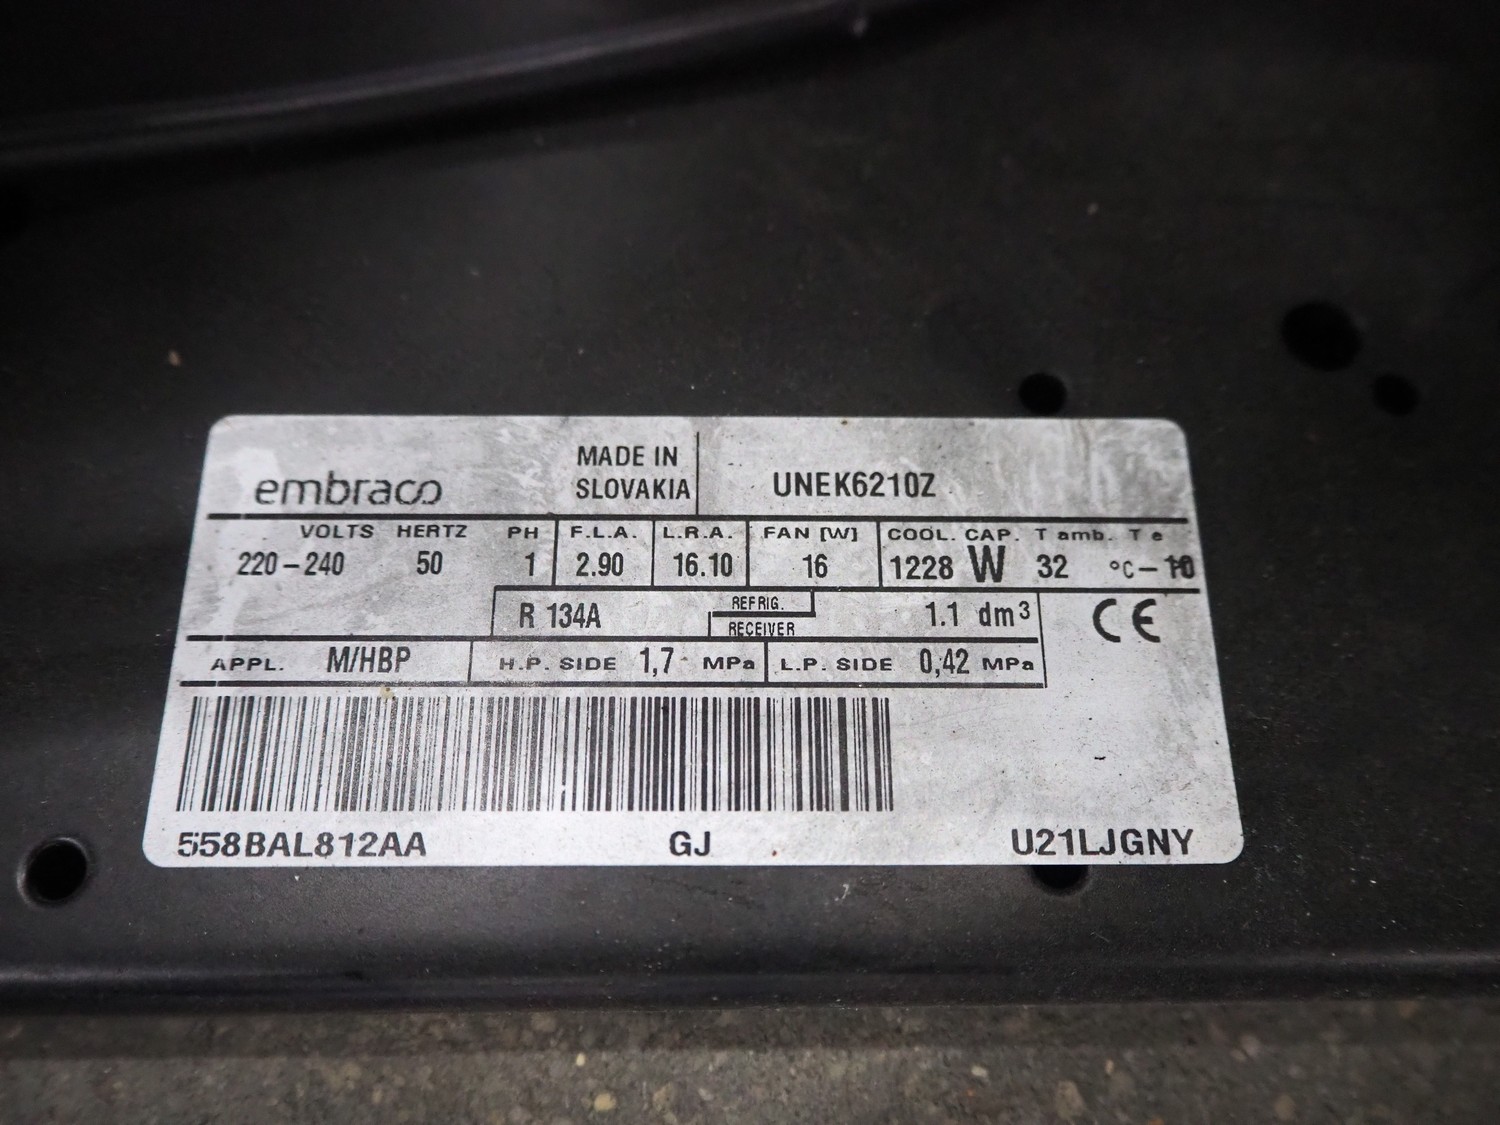 embraco MADE IN SLOVAKIA UNEK6210Z
VOLTS HERTZ PH F.L.A. L.R.A. FAN [W] COOL. CAP. T amb. T e
220-240 50 1 2.90 16.10 16 1228 W 32 °C -10
R 134A REFRIG. RECEIVER 1.1 dm³ CE
APPL. M/HBP H.P. SIDE 1,7 MPa L.P. SIDE 0,42 MPa
558BAL812AA GJ U21LJGNY